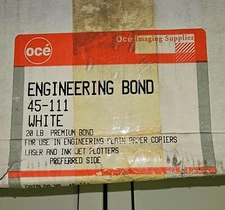 océ
Océ Imaging Supplies
ENGINEERING BOND
45-111
WHITE
20 LB. PREMIUM BOND
FOR USE IN ENGINEERING PLAIN PAPER COPIERS
LASER AND INK JET PLOTTERS
PREFERRED SIDE